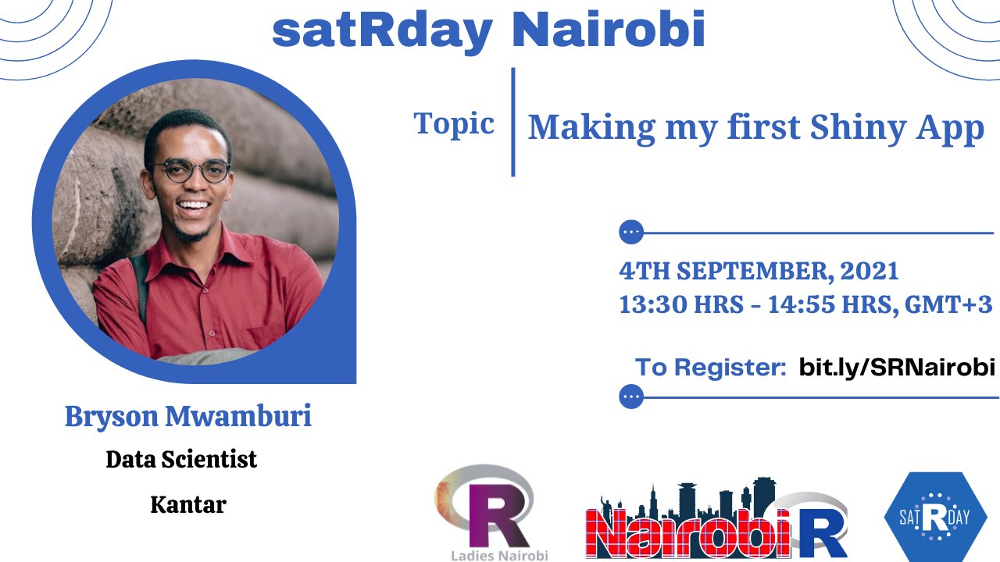 satRday Nairobi
Topic
Making my first Shiny App
4TH SEPTEMBER, 2021
13:30 HRS - 14:55 HRS, GMT+3
To Register: bit.ly/SRNairobi
Bryson Mwamburi
Data Scientist
Kantar
R
Ladies Nairobi
NairobiR
SATRDAY